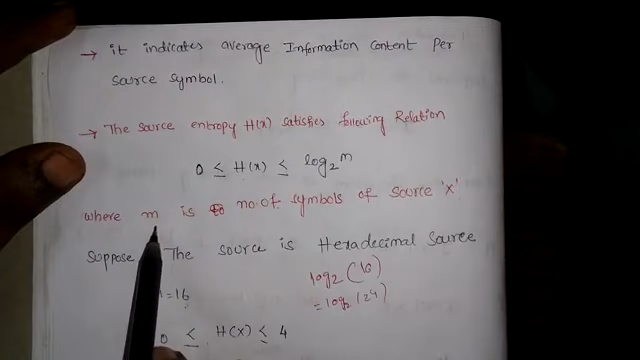 → it indicates average Information Content Per
source symbol.
→ The source entropy H(x) satisfies following Relation
0 ≤ H(x) ≤ log₂m
where m is no.of symbols of source 'x'
Suppose The source is Hexadecimal Source
log₂(16)
=16
=log₂(2⁴)
0 ≤ H(X) ≤ 4